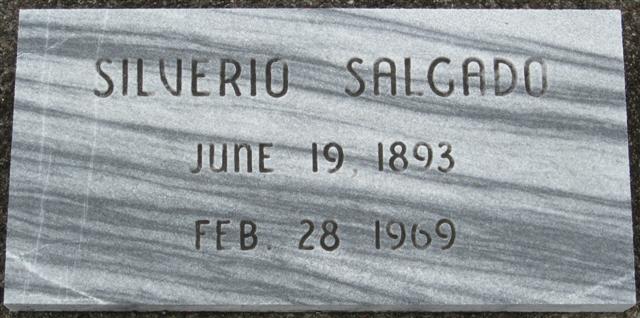 SILVERIO SALGADO
JUNE 19, 1893
FEB. 28 1969